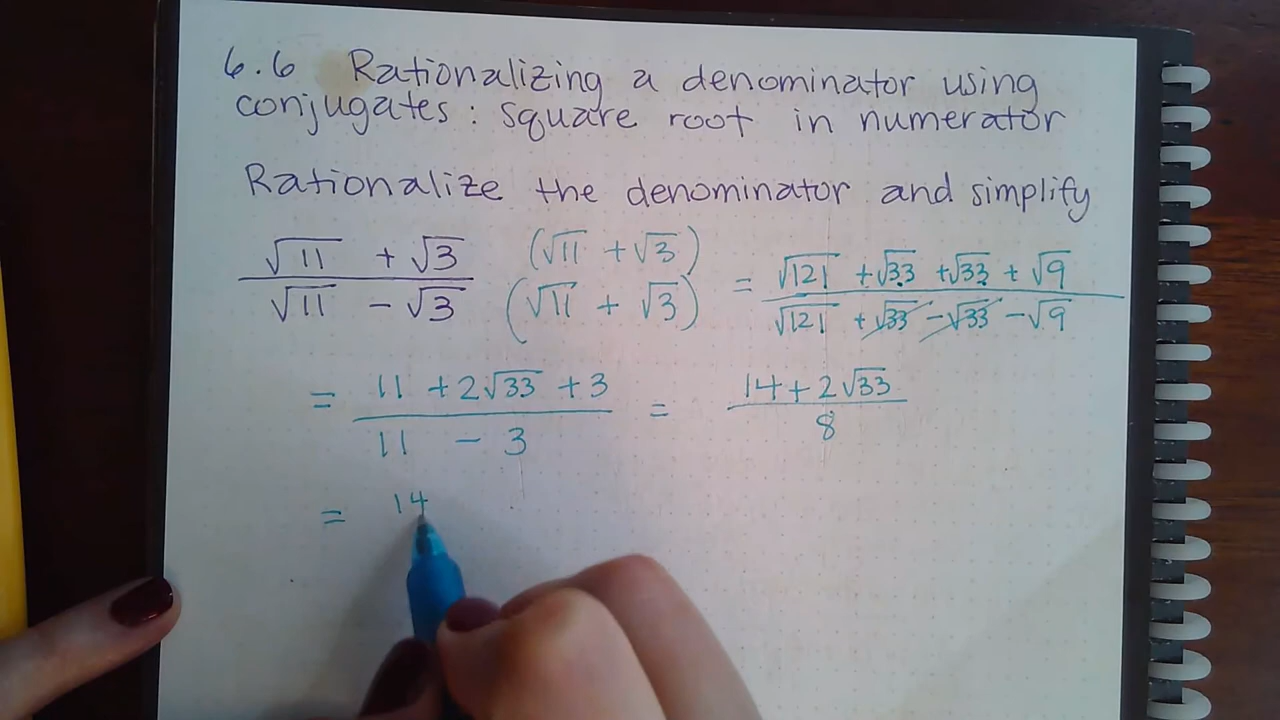 6.6 Rationalizing a denominator using
conjugates: square root in numerator
Rationalize the denominator and simplify
√11 + √3 (√11 + √3) = √121 + √33 + √33 + √9
√11 - √3 (√11 + √3) √121 + √33 - √33 - √9
= 11 + 2√33 + 3 = 14 + 2√33
11 - 3 8
= 14